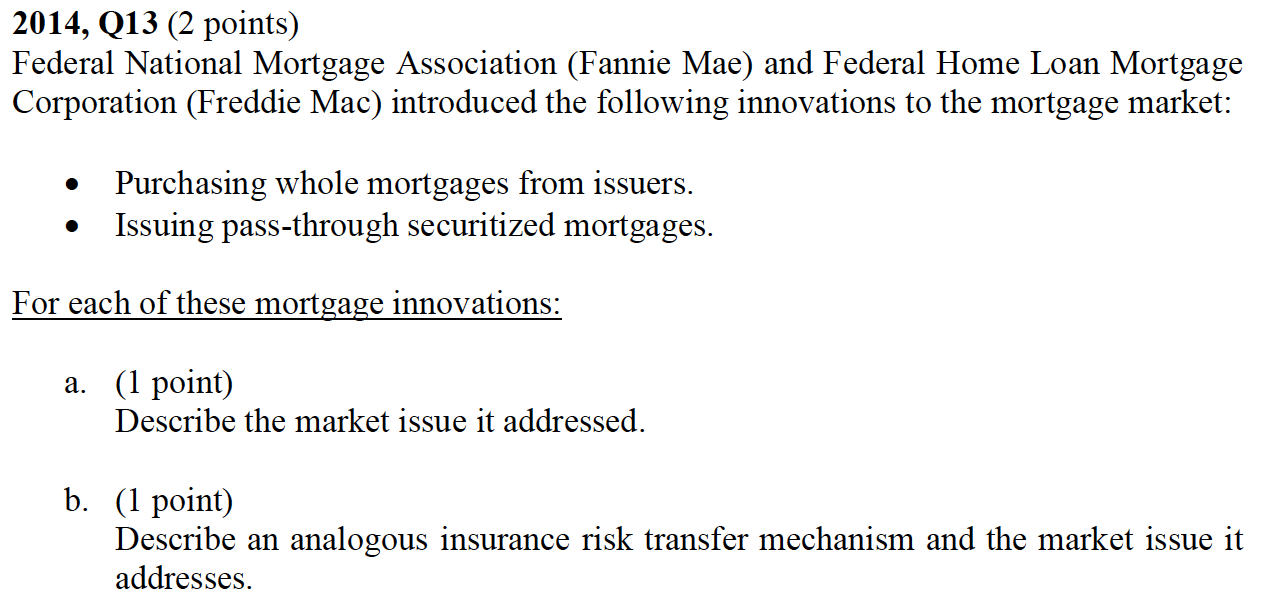 2014, Q13 (2 points)
Federal National Mortgage Association (Fannie Mae) and Federal Home Loan Mortgage
Corporation (Freddie Mac) introduced the following innovations to the mortgage market:
• Purchasing whole mortgages from issuers.
• Issuing pass-through securitized mortgages.
For each of these mortgage innovations:
a. (1 point)
Describe the market issue it addressed.
b. (1 point)
Describe an analogous insurance risk transfer mechanism and the market issue it
addresses.